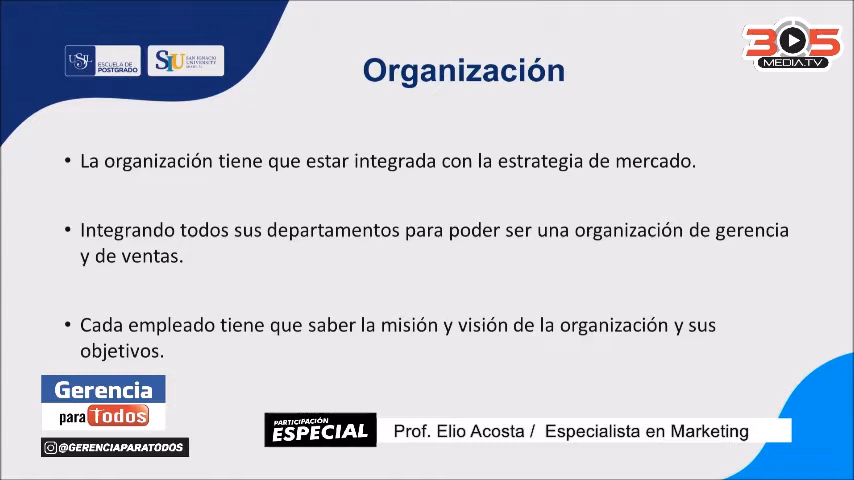 USIL
ESCUELA DE
POSTGRADO
SIU
SAN IGNACIO
UNIVERSITY
305
MEDIA.TV
Organización
• La organización tiene que estar integrada con la estrategia de mercado.
• Integrando todos sus departamentos para poder ser una organización de gerencia
y de ventas.
• Cada empleado tiene que saber la misión y visión de la organización y sus
objetivos.
Gerencia
para Todos
@GERENCIAPARATODOS
PARTICIPACIÓN
ESPECIAL
Prof. Elio Acosta / Especialista en Marketing